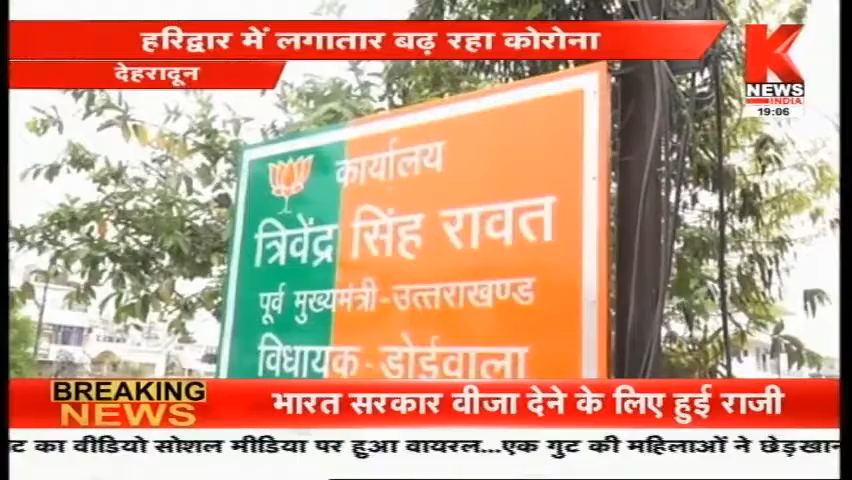 हरिद्वार में लगातार बढ़ रहा कोरोना
देहरादून
K
NEWS
INDIA
19:06
कार्यालय
त्रिवेंद्र सिंह रावत
पूर्व मुख्यमंत्री-उत्तराखण्ड
विधायक-डोईवाला
BREAKING
NEWS
भारत सरकार वीजा देने के लिए हुई राजी
का वीडियो सोशल मीडिया पर हुआ वायरल...एक गुट की महिलाओं ने